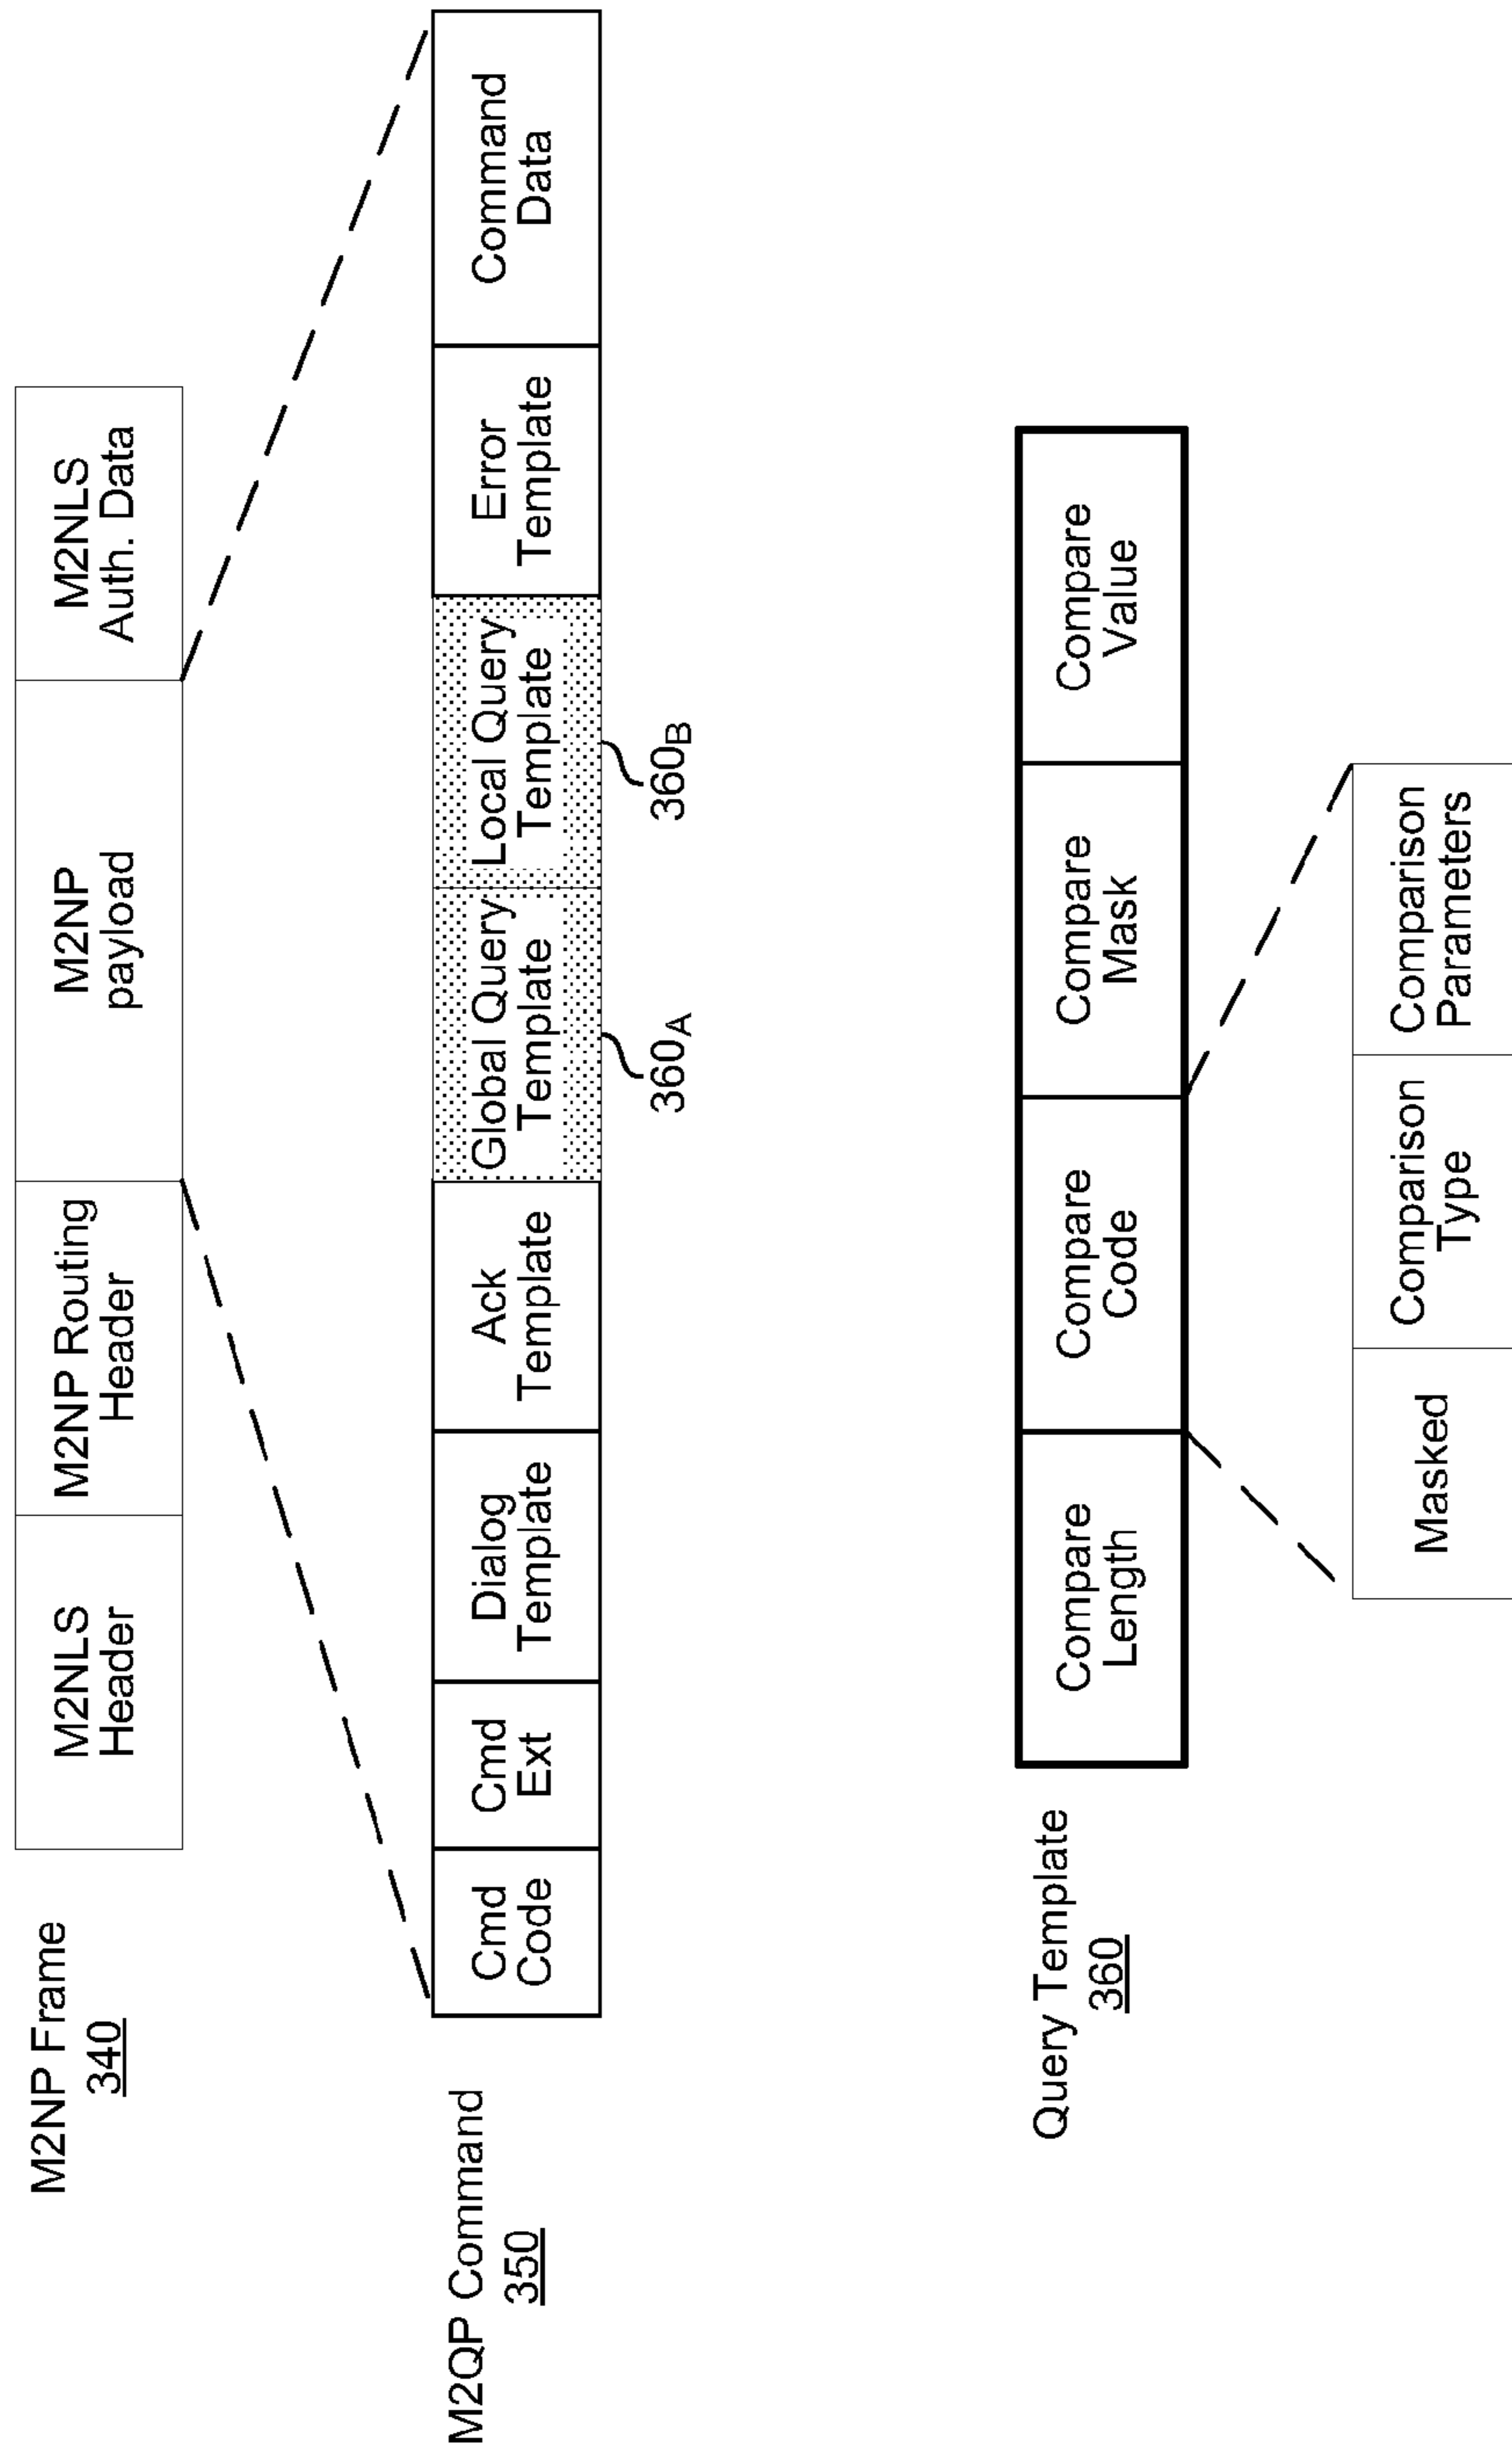 M2NP Frame
340
M2NLS
Header
M2NP Routing
Header
M2NP
payload
M2NLS
Auth. Data
M2QP Command
350
Cmd
Code
Cmd
Ext
Dialog
Template
Ack
Template
Global Query
Template
Local Query
Template
Error
Template
Command
Data
360A
360B
Query Template
360
Compare
Length
Compare
Code
Compare
Mask
Compare
Value
Masked
Comparison
Type
Comparison
Parameters